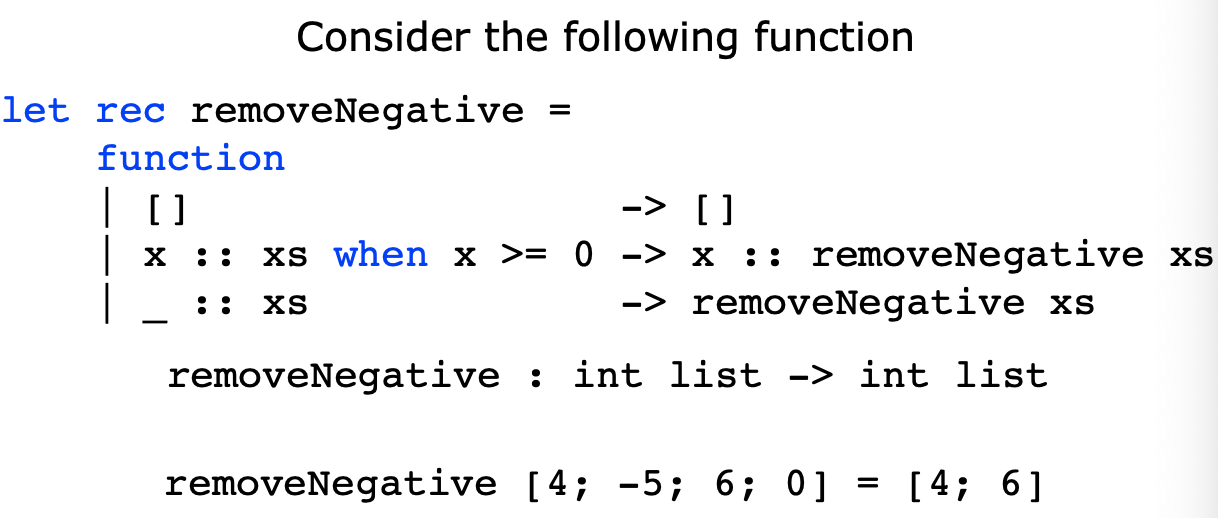 Consider the following function
let rec removeNegative =
function
| [] -> []
| x :: xs when x >= 0 -> x :: removeNegative xs
| _ :: xs -> removeNegative xs
removeNegative : int list -> int list
removeNegative [4; -5; 6; 0] = [4; 6]